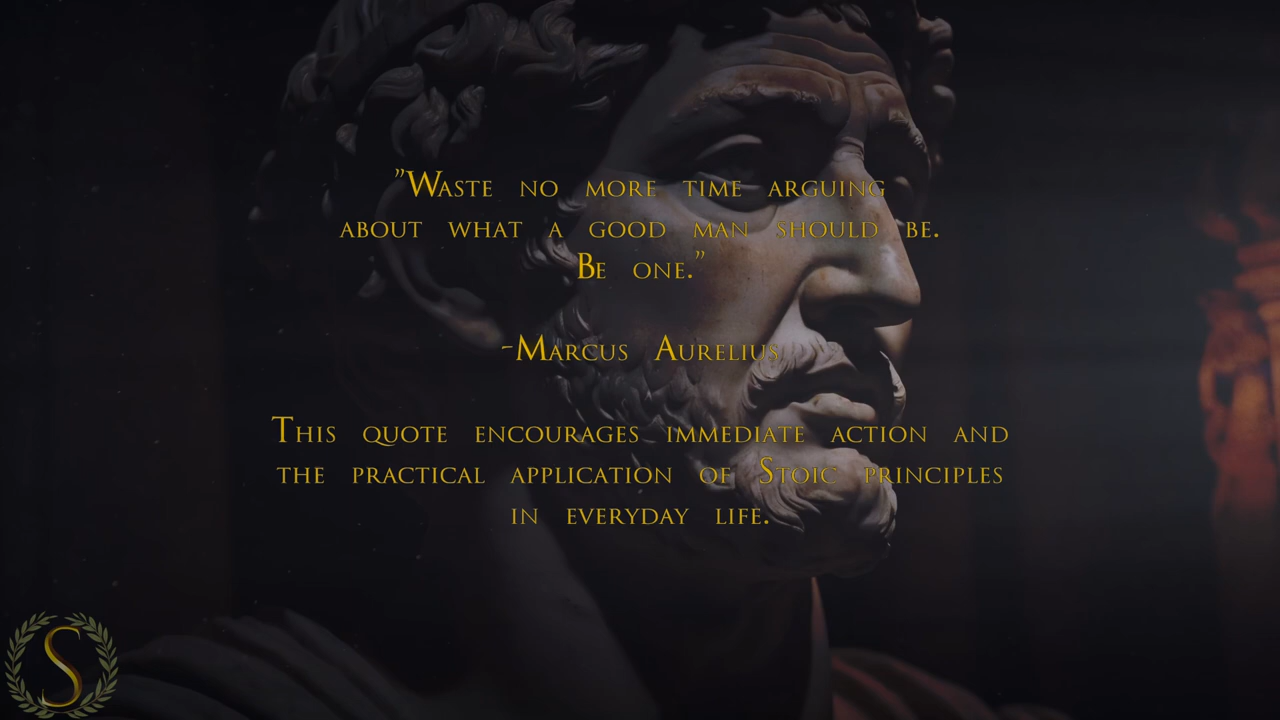 ”Waste no more time arguing
about what a good man should be.
Be one.”
-Marcus Aurelius
This quote encourages immediate action and
the practical application of Stoic principles
in everyday life.
S